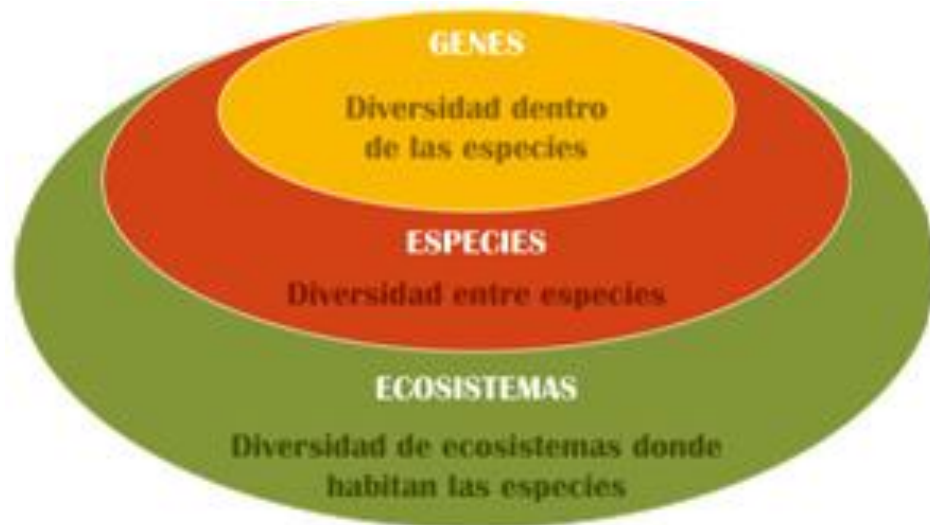 GENES
Diversidad dentro
de las especies
ESPECIES
Diversidad entre especies
ECOSISTEMAS
Diversidad de ecosistemas donde
habitan las especies